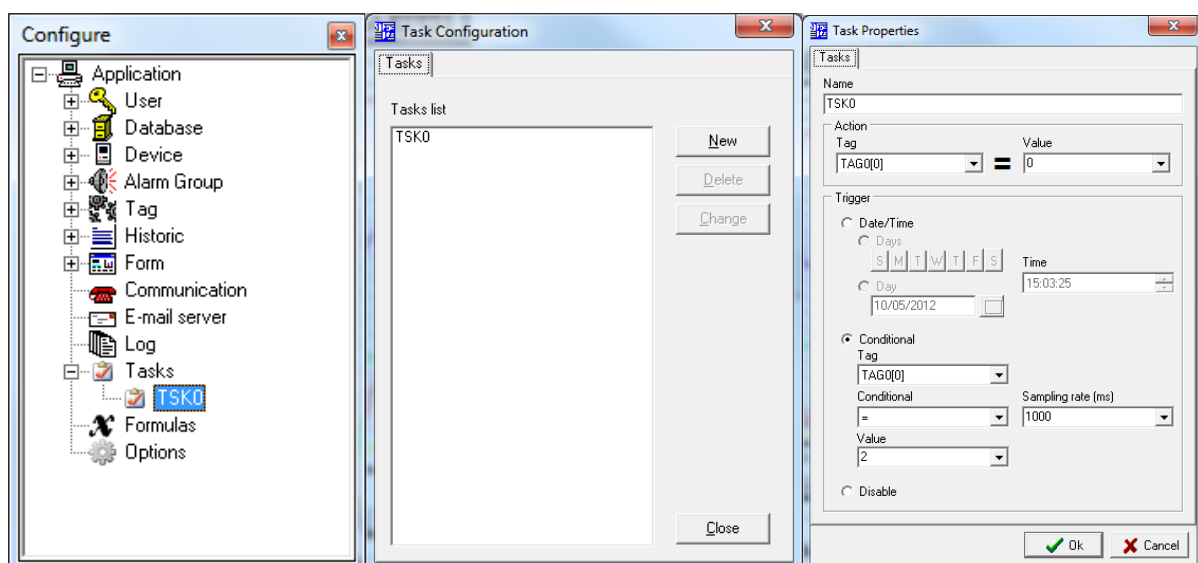 Configure
Application
User
Database
Device
Alarm Group
Tag
Historic
Form
Communication
E-mail server
Log
Tasks
TSK0
Formulas
Options
Task Configuration
Tasks
Tasks list
TSK0
New
Delete
Change
Close
Task Properties
Tasks
Name
TSK0
Action
Tag Value
TAG0[0] = 0
Trigger
Date/Time
Days
S M T W T F S Time
15:03:25
Day
10/05/2012
Conditional
Tag
TAG0[0]
Conditional Sampling rate (ms)
= 1000
Value
2
Disable
Ok Cancel